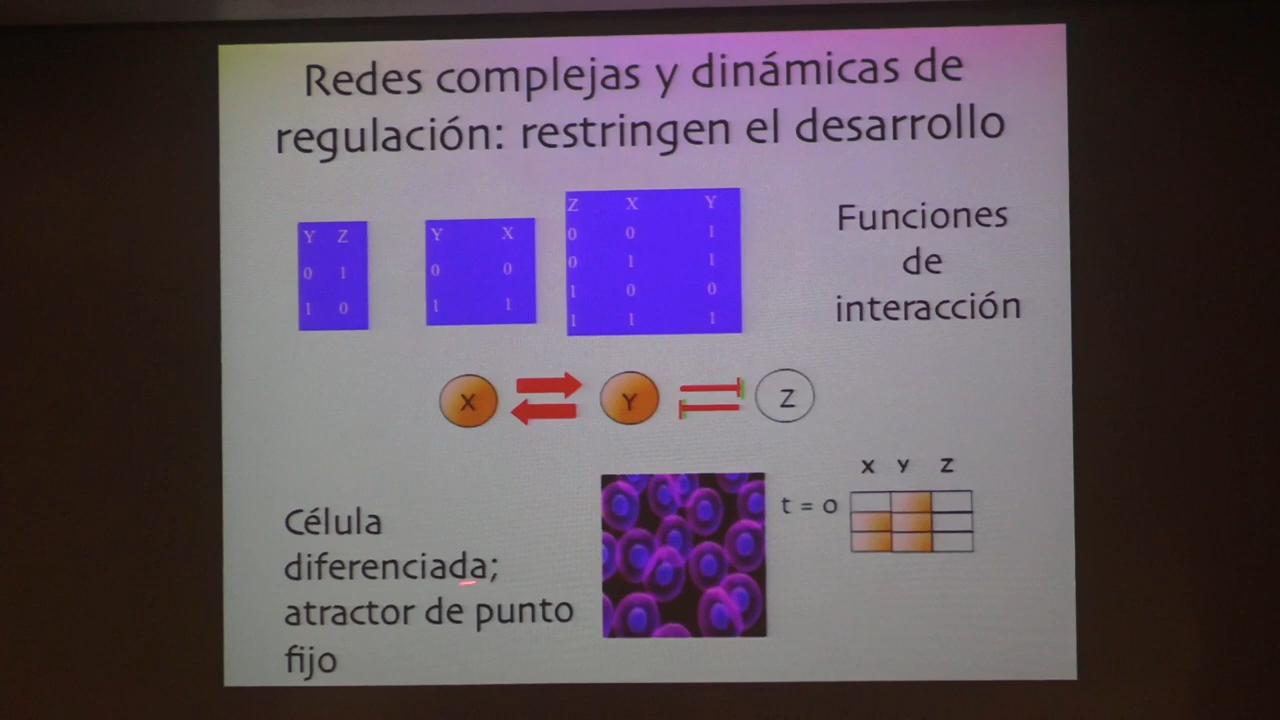 Redes complejas y dinámicas de
regulación: restringen el desarrollo
Y Z
0 1
1 0
Y X
0 0
1 1
Z X Y
0 0 1
0 1 1
1 0 0
1 1 1
Funciones
de
interacción
X Y Z
Célula
diferenciada;
atractor de punto
fijo
X Y Z
t = 0